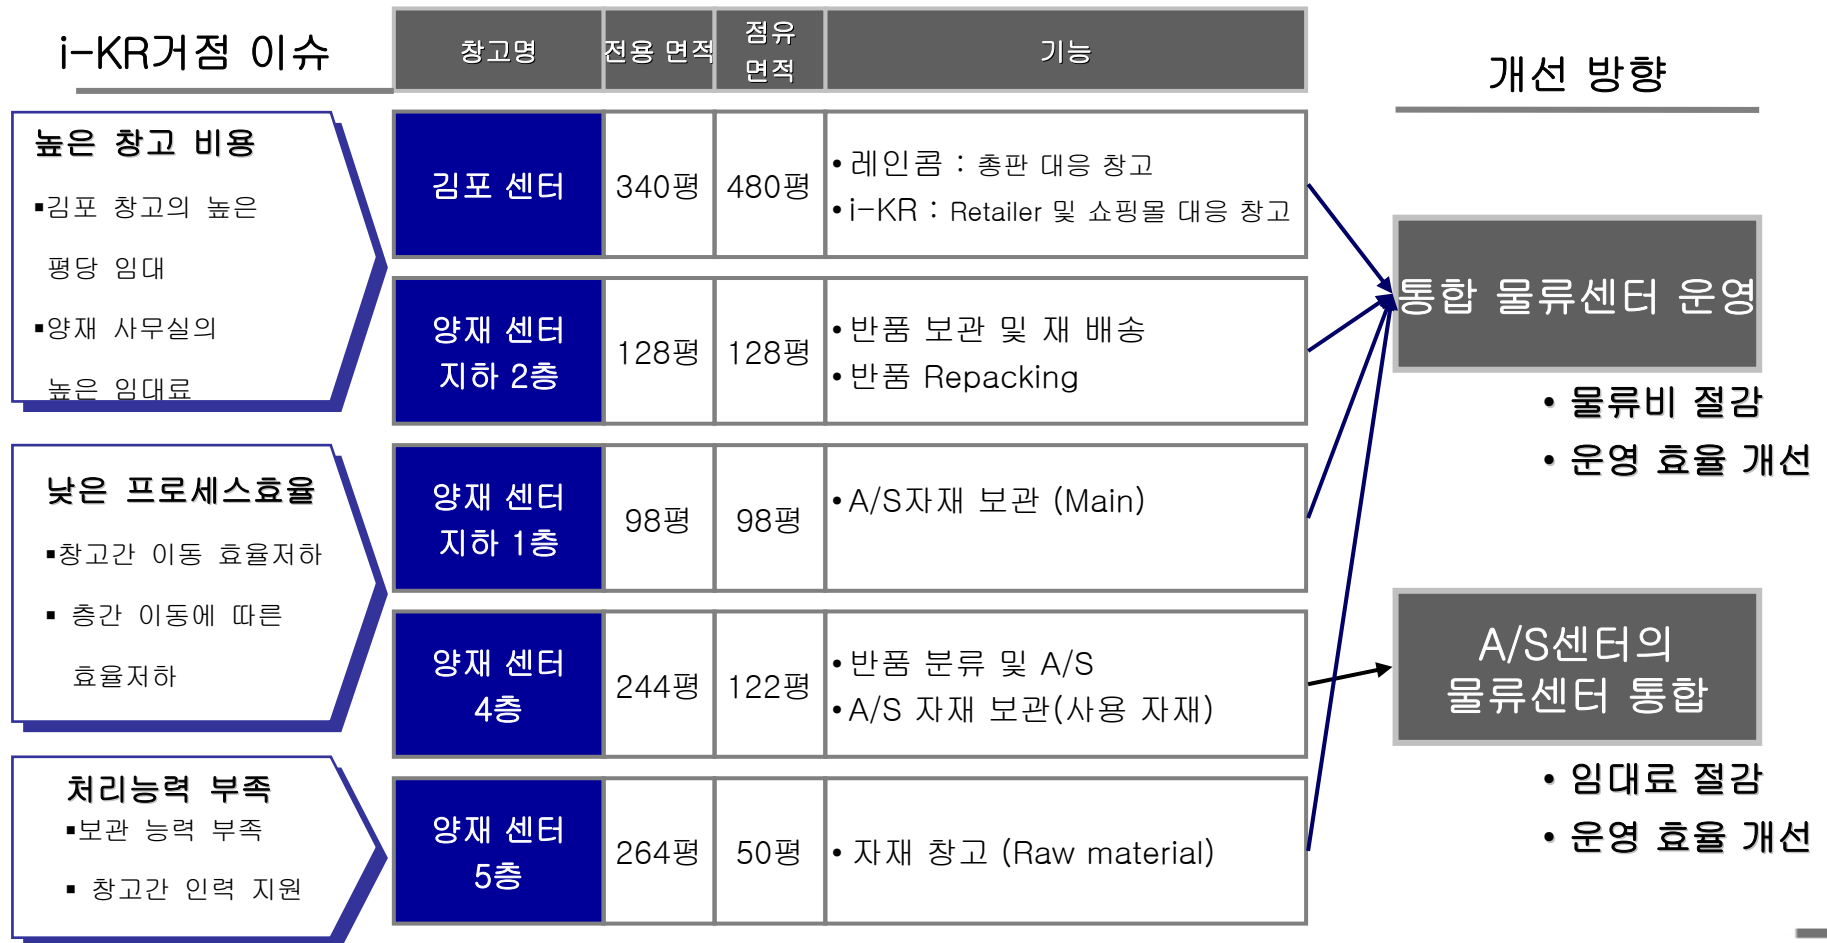 i-KR거점 이슈
높은 창고 비용
▪김포 창고의 높은
평당 임대
▪양재 사무실의
높은 임대료
낮은 프로세스효율
▪창고간 이동 효율저하
▪ 층간 이동에 따른
효율저하
처리능력 부족
▪보관 능력 부족
▪ 창고간 인력 지원
창고명 전용 면적 점유 면적 기능
김포 센터 340평 480평
• 레인콤 : 총판 대응 창고
• i-KR : Retailer 및 쇼핑몰 대응 창고
양재 센터
지하 2층
128평 128평
• 반품 보관 및 재 배송
• 반품 Repacking
양재 센터
지하 1층
98평 98평
• A/S자재 보관 (Main)
양재 센터
4층
244평 122평
• 반품 분류 및 A/S
• A/S 자재 보관(사용 자재)
양재 센터
5층
264평 50평
• 자재 창고 (Raw material)
개선 방향
통합 물류센터 운영
• 물류비 절감
• 운영 효율 개선
A/S센터의
물류센터 통합
• 임대료 절감
• 운영 효율 개선